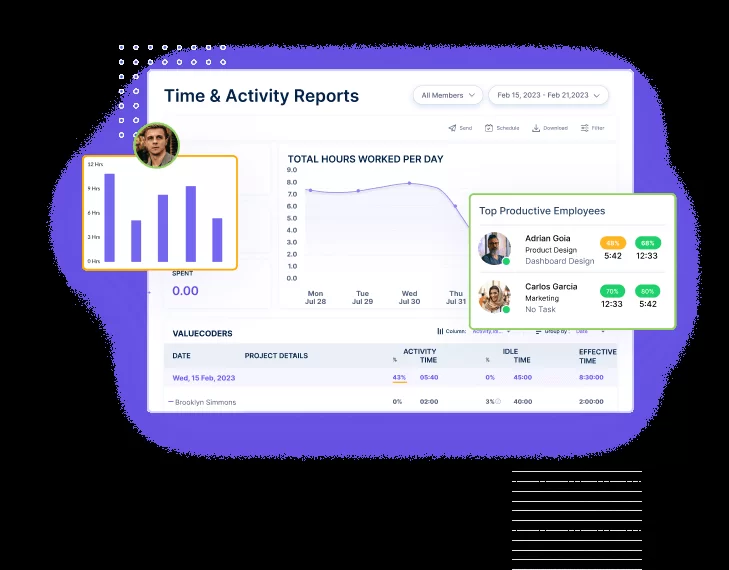 Time & Activity Reports
All Members
Feb 15, 2023 - Feb 21,2023
Send
Schedule
Download
Filter
12 Hrs
9 Hrs
6 Hrs
3 Hrs
0 Hrs
TOTAL HOURS WORKED PER DAY
9.0
8.0
7.0
6.0
5.0
4.0
3.0
2.0
1.0
0.0
Mon
Jul 28
Tue
Jul 29
Wed
Jul 30
Thu
Jul 31
Top Productive Employees
Adrian Goia
Product Design
Dashboard Design
45%
68%
5:42
12:33
Carlos Garcia
Marketing
No Task
70%
80%
12:33
5:42
SPENT
0.00
VALUECODERS
Column:
Group by :
Date
DATE
PROJECT DETAILS
ACTIVITY
% TIME
IDLE
% TIME
EFFECTIVE
TIME
Wed, 15 Feb, 2023 43% 05:40 0% 45:00 8:30:00
Brooklyn Simmons 0% 02:00 3% 40:00 2:00:00